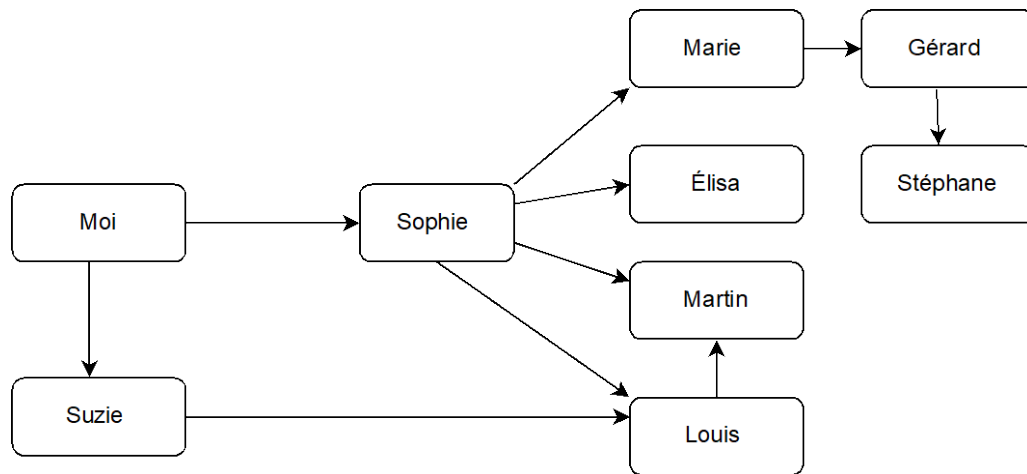 Marie
Gérard
Élisa
Stéphane
Moi
Sophie
Martin
Suzie
Louis